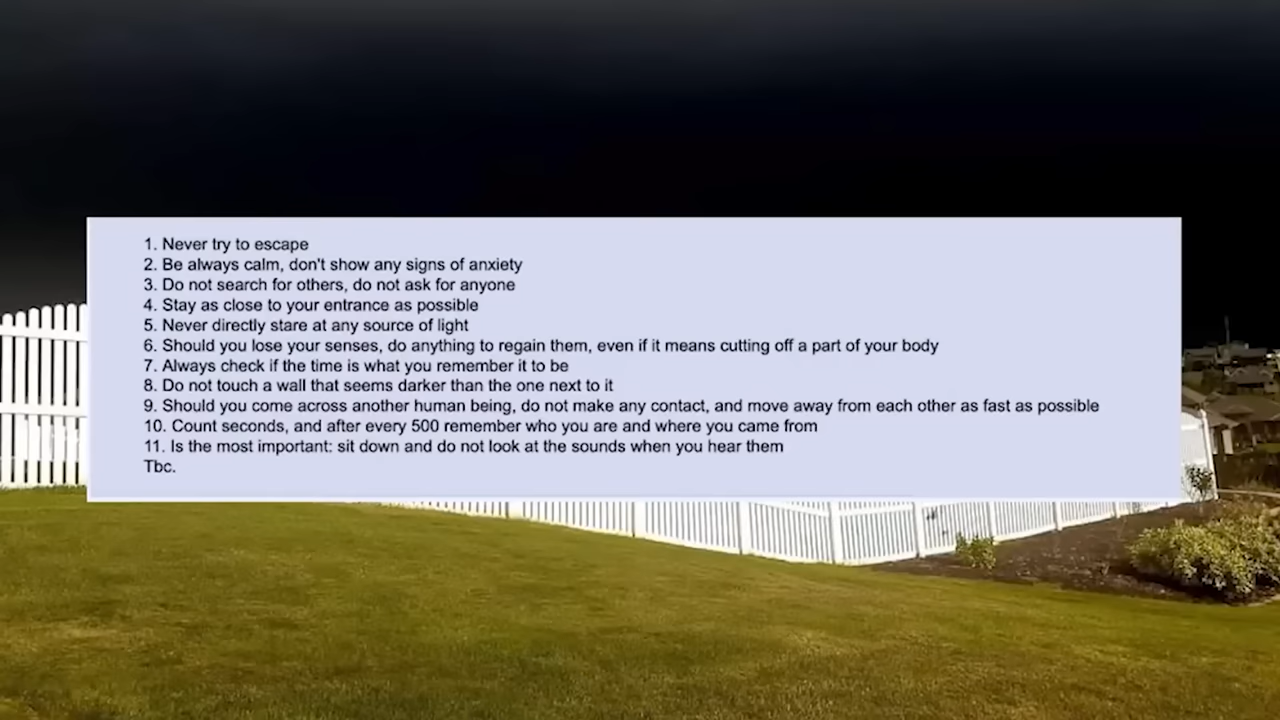 1. Never try to escape
2. Be always calm, don't show any signs of anxiety
3. Do not search for others, do not ask for anyone
4. Stay as close to your entrance as possible
5. Never directly stare at any source of light
6. Should you lose your senses, do anything to regain them, even if it means cutting off a part of your body
7. Always check if the time is what you remember it to be
8. Do not touch a wall that seems darker than the one next to it
9. Should you come across another human being, do not make any contact, and move away from each other as fast as possible
10. Count seconds, and after every 500 remember who you are and where you came from
11. Is the most important: sit down and do not look at the sounds when you hear them
Tbc.